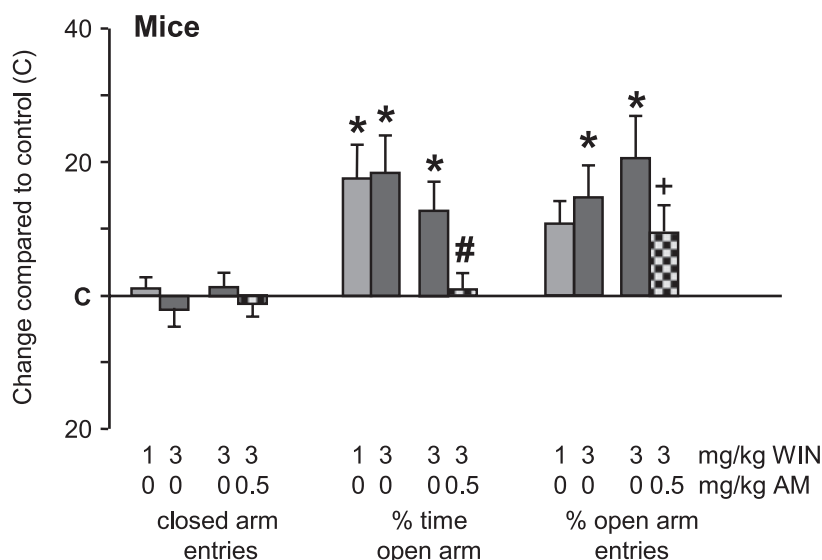 Mice
Change compared to control (C)
40
20
C
20
* * * # * * +
1 3 3 3 1 3 3 3 1 3 3 3 mg/kg WIN
0 0 0 0.5 0 0 0 0.5 0 0 0 0.5 mg/kg AM
closed arm entries
% time open arm
% open arm entries